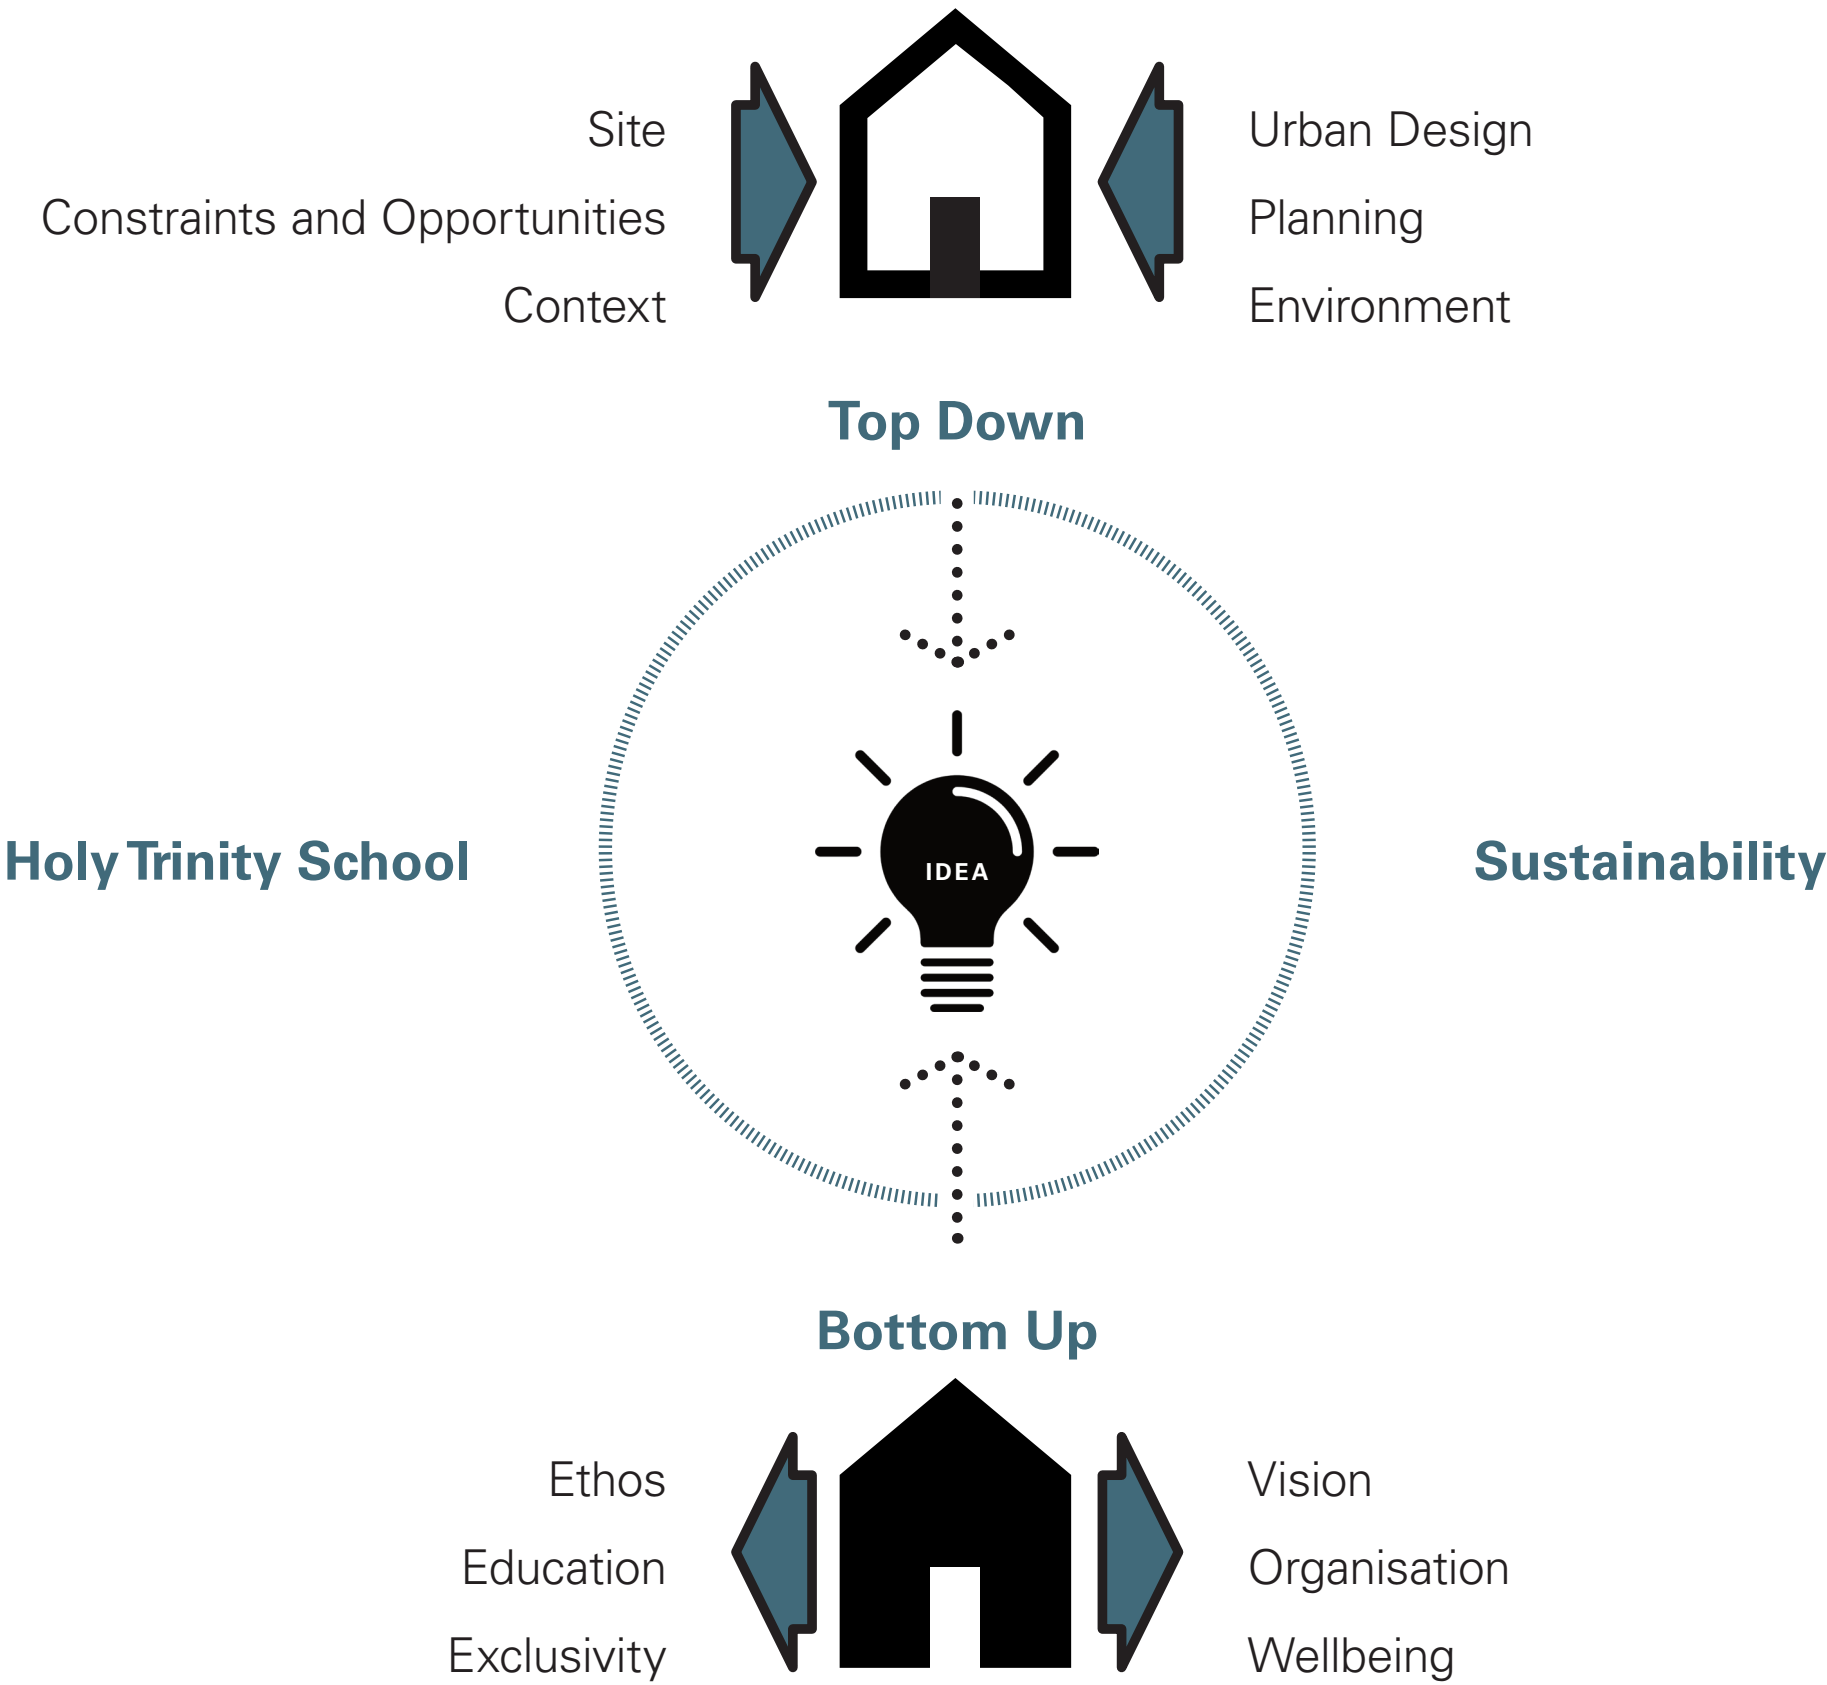 Site
Constraints and Opportunities
Context
Urban Design
Planning
Environment
Top Down
Holy Trinity School
IDEA
Sustainability
Bottom Up
Ethos
Education
Exclusivity
Vision
Organisation
Wellbeing